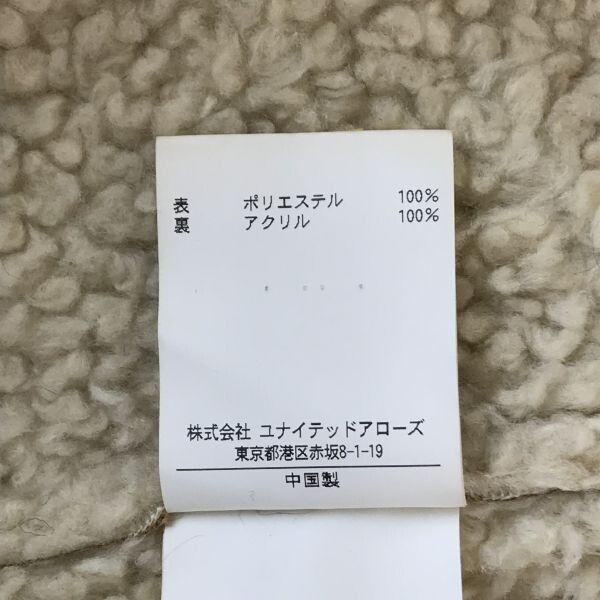 表 ポリエステル 100%
裏 アクリル 100%
株式会社 ユナイテッドアローズ
東京都港区赤坂8-1-19
中国製